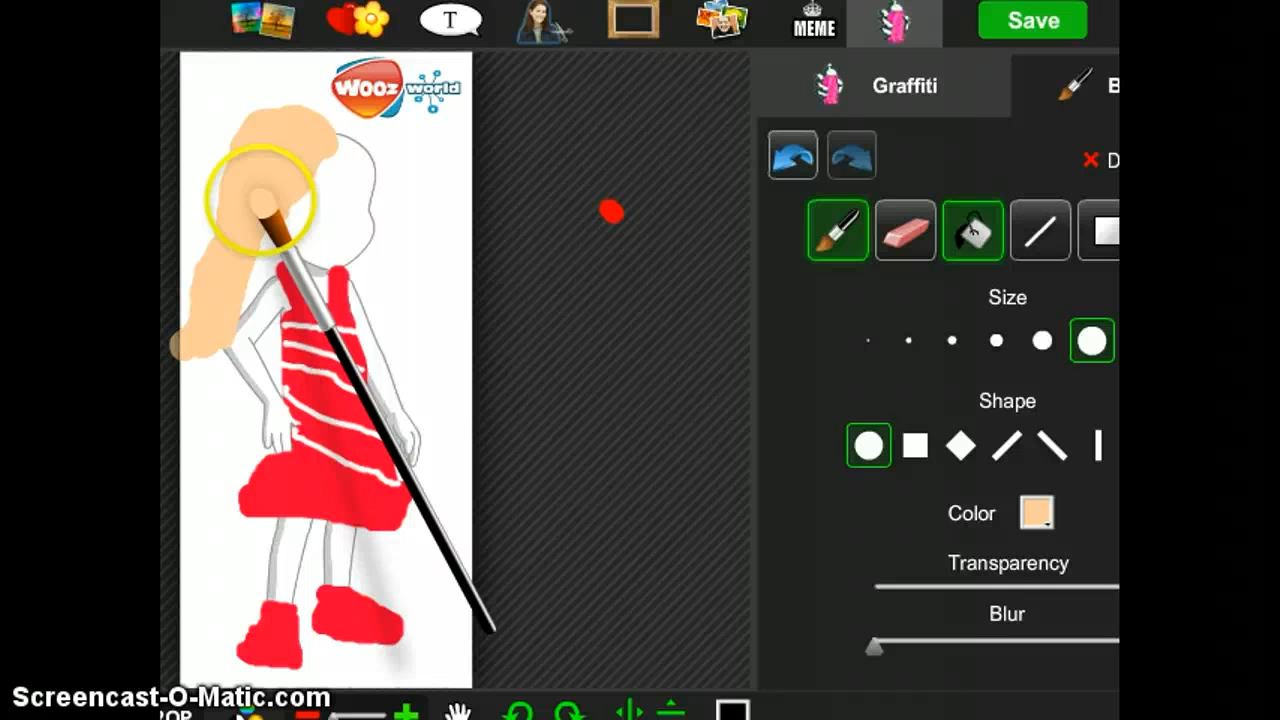 T
MEME
Save
WOOZ world
Graffiti
B
D
Size
Shape
Color
Transparency
Blur
Screencast-O-Matic.com